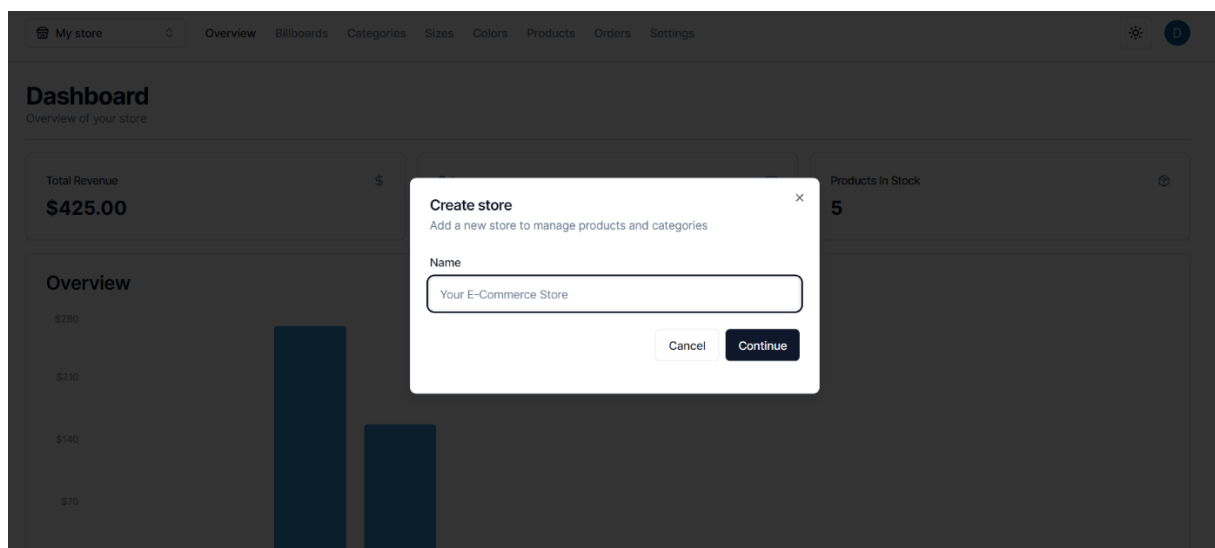 My store Overview Billboards Categories Sizes Colors Products Orders Settings D
Dashboard
Overview of your store
Total Revenue $ Products In Stock
$425.00 5
Create store
Add a new store to manage products and categories
Name
Your E-Commerce Store
Cancel Continue
Overview
$280
$210
$140
$70